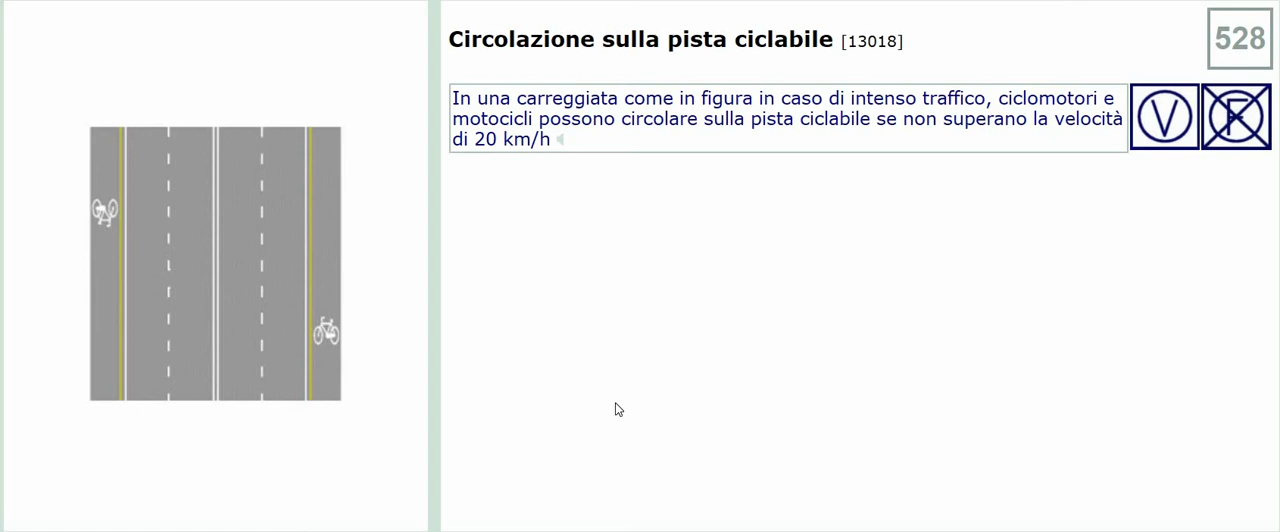 Circolazione sulla pista ciclabile [13018]
528
In una carreggiata come in figura in caso di intenso traffico, ciclomotori e
motocicli possono circolare sulla pista ciclabile se non superano la velocità
di 20 km/h
V
F